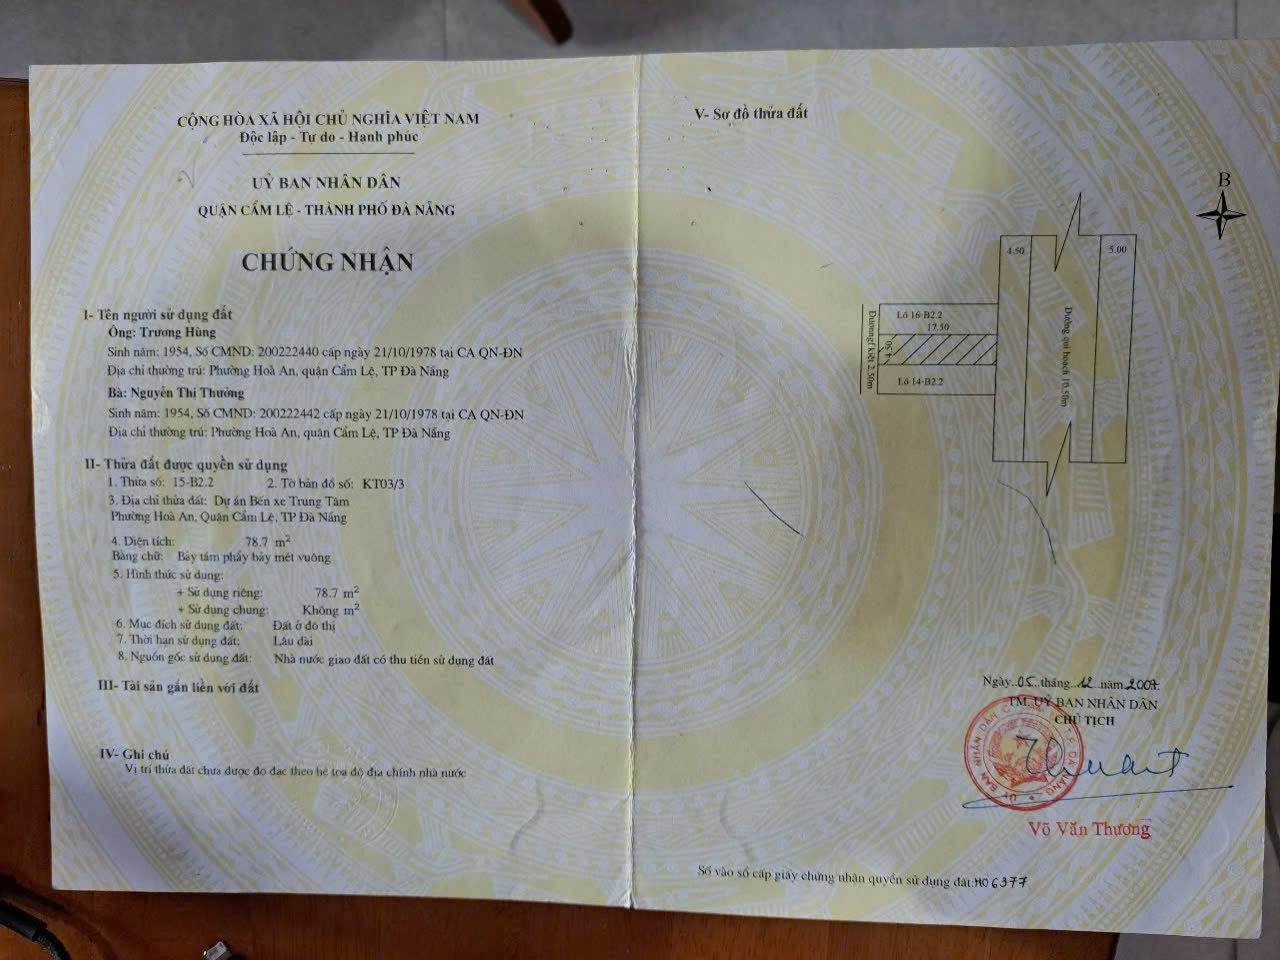 CỘNG HÒA XÃ HỘI CHỦ NGHĨA VIỆT NAM
Độc lập - Tự do - Hạnh phúc
UỶ BAN NHÂN DÂN
QUẬN CẨM LỆ - THÀNH PHỐ ĐÀ NẴNG
CHỨNG NHẬN
I- Tên người sử dụng đất
Ông: Trương Hùng
Sinh năm: 1954, Số CMND: 200222440 cấp ngày 21/10/1978 tại CA QN-ĐN
Địa chỉ thường trú: Phường Hoà An, quận Cẩm Lệ, TP Đà Nẵng
Bà: Nguyễn Thị Thưởng
Sinh năm: 1954, Số CMND: 200222442 cấp ngày 21/10/1978 tại CA QN-ĐN
Địa chỉ thường trú: Phường Hoà An, quận Cẩm Lệ, TP Đà Nẵng
II- Thửa đất được quyền sử dụng
1. Thửa số: 15-B2.2 2. Tờ bản đồ số: KT03/3
3. Địa chỉ thửa đất: Dự án Bến xe Trung Tâm
Phường Hoà An, Quận Cẩm Lệ, TP Đà Nẵng
4. Diện tích: 78.7 m²
Bằng chữ: Bảy tám phẩy bảy mét vuông
5. Hình thức sử dụng:
+ Sử dụng riêng: 78.7 m²
+ Sử dụng chung: Không m²
6. Mục đích sử dụng đất: Đất ở đô thị
7. Thời hạn sử dụng đất: Lâu dài
8. Nguồn gốc sử dụng đất: Nhà nước giao đất có thu tiền sử dụng đất
III- Tài sản gắn liền với đất
IV- Ghi chú
Vị trí thửa đất chưa được đo đạc theo hệ toạ độ địa chính nhà nước
V- Sơ đồ thửa đất
B
4.50
5.00
Lô 16-B2.2
17.50
4.50
Lô 14-B2.2
kiệt 2.50m
Đường qui hoạch 10.50m
Ngày 05 tháng 12 năm 2007
TM. UỶ BAN NHÂN DÂN
CHỦ TỊCH
Võ Văn Thương
Số vào sổ cấp giấy chứng nhận quyền sử dụng đất: H06377